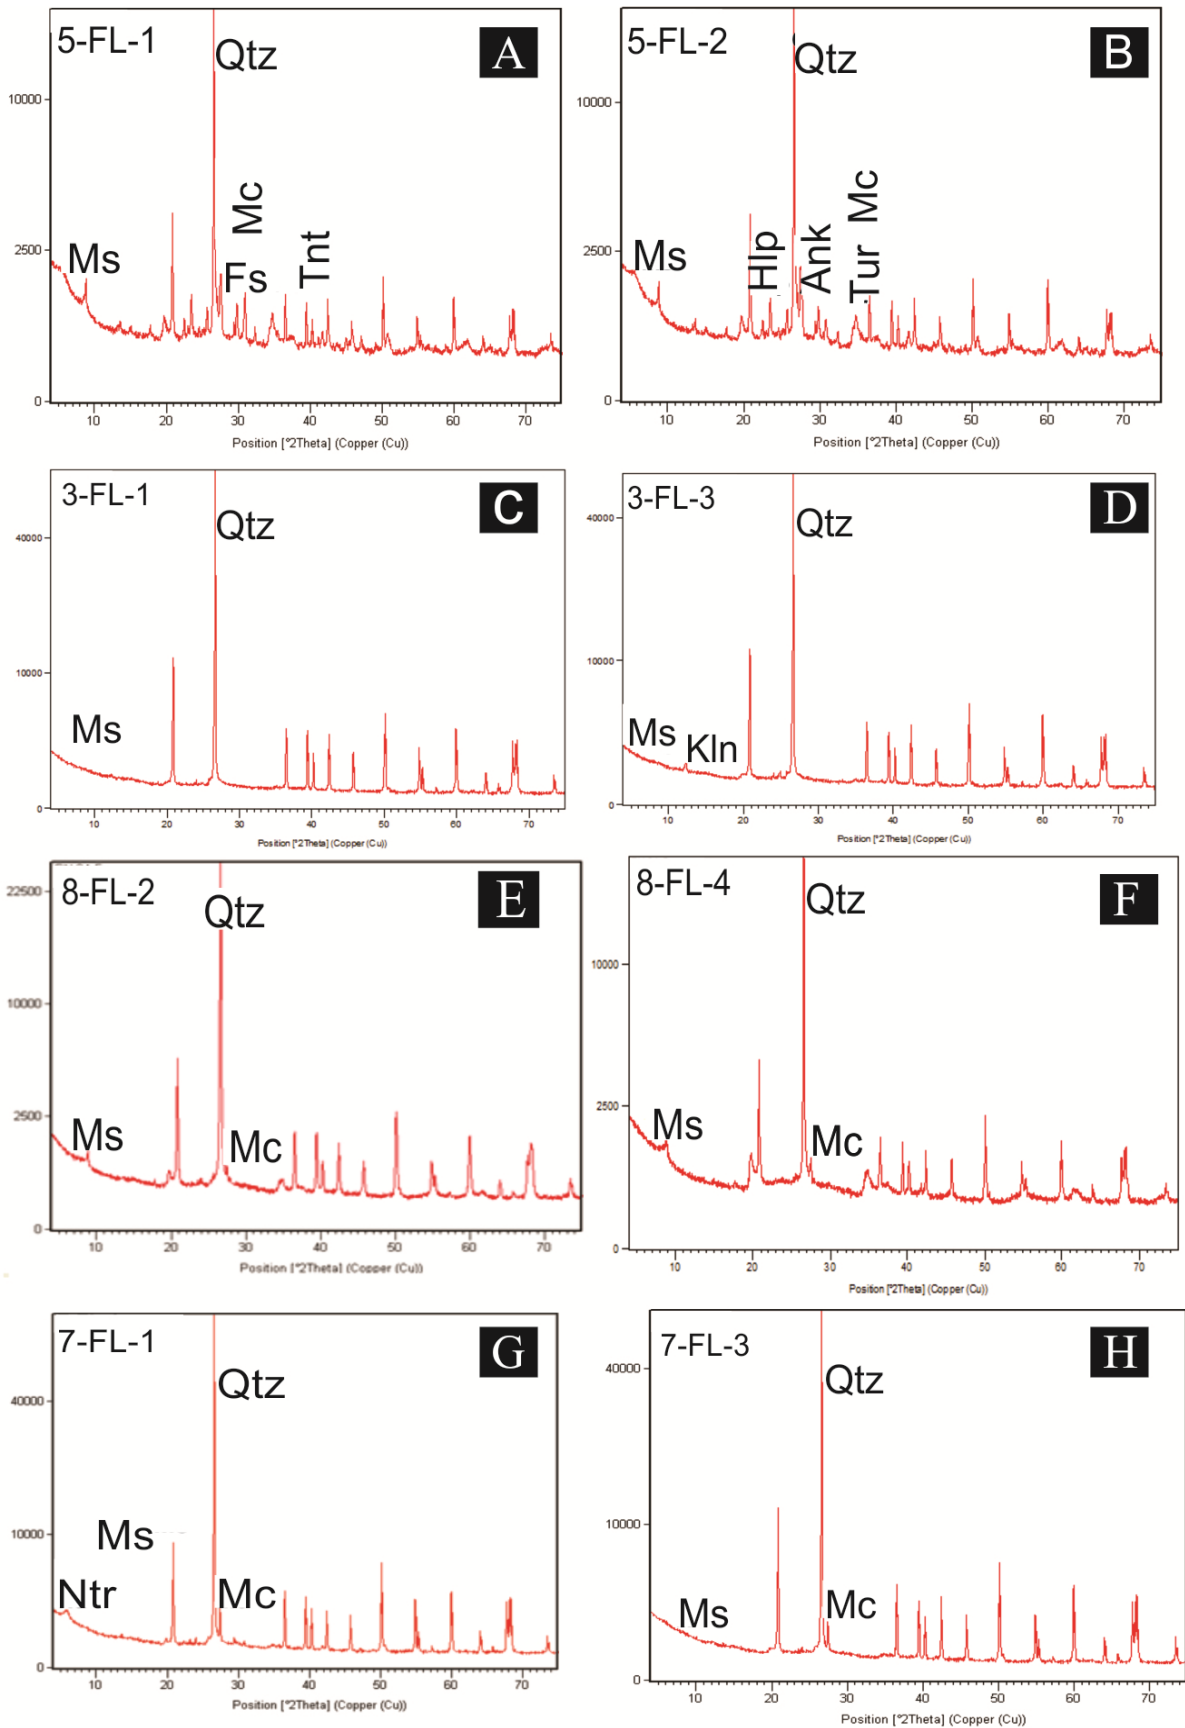 5-FL-1
A
Qtz
10000
Mc
Tnt
2500
Ms
Fs
0
10 20 30 40 50 60 70
Position [°2Theta] (Copper (Cu))
5-FL-2
B
Qtz
10000
Mc
2500
Ms
Hlp
Ank
Tur
0
10 20 30 40 50 60 70
Position [°2Theta] (Copper (Cu))
3-FL-1
C
Qtz
40000
10000
Ms
0
10 20 30 40 50 60 70
Position [°2Theta] (Copper (Cu))
3-FL-3
D
40000
Qtz
10000
Ms
Kln
0
10 20 30 40 50 60 70
Position [°2Theta] (Copper (Cu))
8-FL-2
E
22500
Qtz
10000
2500
Ms
Mc
0
10 20 30 40 50 60 70
Position [°2Theta] (Copper (Cu))
8-FL-4
F
Qtz
10000
2500
Ms
Mc
0
10 20 30 40 50 60 70
Position [°2Theta] (Copper (Cu))
7-FL-1
G
Qtz
40000
10000
Ms
Ntr
Mc
0
10 20 30 40 50 60 70
Position [°2Theta] (Copper (Cu))
7-FL-3
H
40000
Qtz
10000
Ms
Mc
0
10 20 30 40 50 60 70
Position [°2Theta] (Copper (Cu))